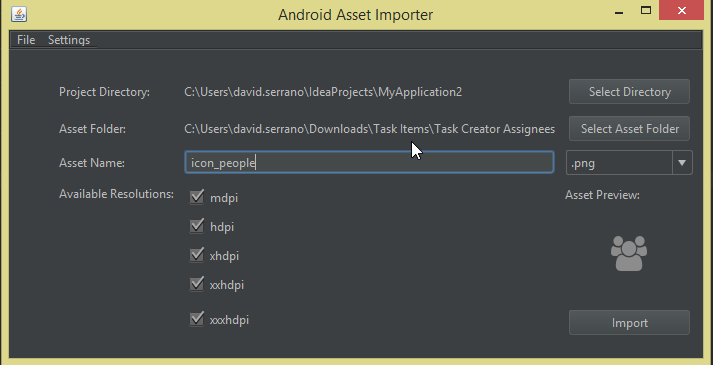 Android Asset Importer
File Settings
Project Directory: C:\Users\david.serrano\IdeaProjects\MyApplication2 Select Directory
Asset Folder: C:\Users\david.serrano\Downloads\Task Items\Task Creator Assignees Select Asset Folder
Asset Name: icon_people .png
Available Resolutions: mdpi Asset Preview:
hdpi
xhdpi
xxhdpi
xxxhdpi Import